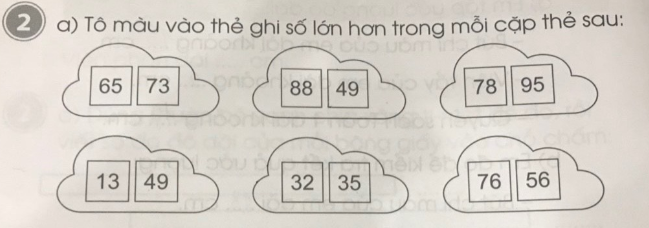 2 a) Tô màu vào thẻ ghi số lớn hơn trong mỗi cặp thẻ sau:
65 73 88 49 78 95
13 49 32 35 76 56